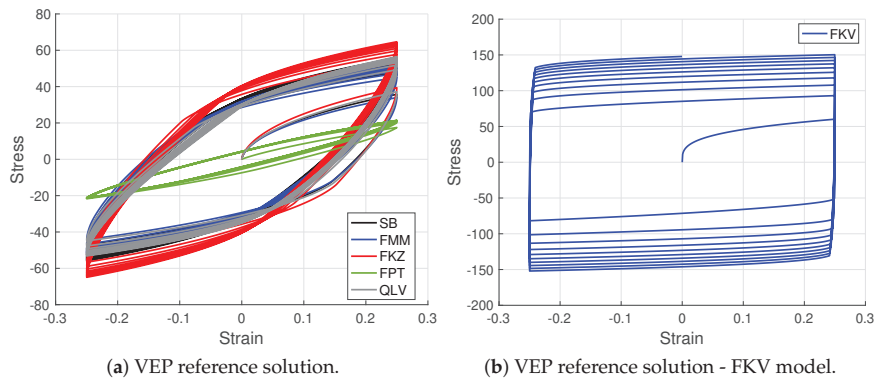 80
60
40
20
0
-20
-40
-60
-80
Stress
-0.3
-0.2
-0.1
0
0.1
0.2
0.3
Strain
SB
FMM
FKZ
FPT
QLV
(a) VEP reference solution.
200
150
100
50
0
-50
-100
-150
-200
Stress
-0.3
-0.2
-0.1
0
0.1
0.2
0.3
Strain
FKV
(b) VEP reference solution - FKV model.